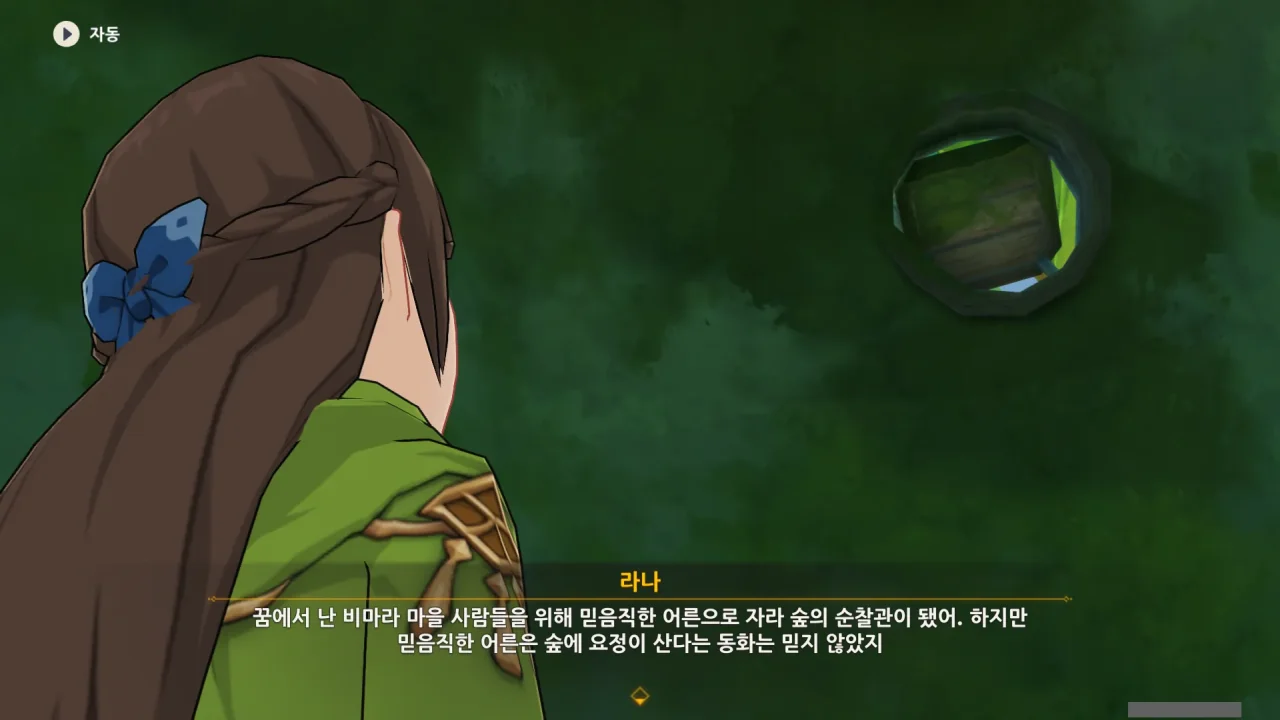 자동
라나
꿈에서 난 비마라 마을 사람들을 위해 믿음직한 어른으로 자라 숲의 순찰관이 됐어. 하지만
믿음직한 어른은 숲에 요정이 산다는 동화는 믿지 않았지